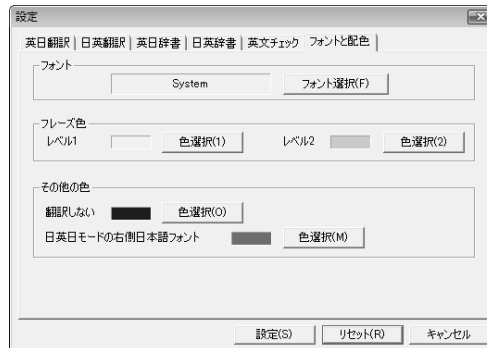 設定
英日翻訳 日英翻訳 英日辞書 日英辞書 英文チェック フォントと配色
フォント
System フォント選択(F)
フレーズ色
レベル1 色選択(1) レベル2 色選択(2)
その他の色
翻訳しない 色選択(O)
日英日モードの右側日本語フォント 色選択(M)
設定(S) リセット(R) キャンセル